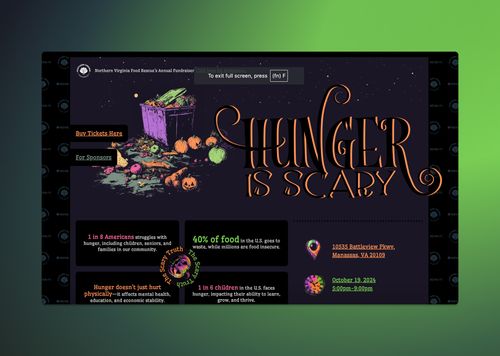 Northern Virginia Food Rescue's Annual Fundraiser
To exit full screen, press (fn) F
HUNGER
IS SCARY
Buy Tickets Here
For Sponsors
1 in 8 Americans struggles with
hunger, including children, seniors, and
families in our community.
40% of food in the U.S. goes to
waste, while millions are food insecure.
The Scary Truth
The Scary Truth
10535 Battleview Pkwy,
Manassas, VA 20109
Hunger doesn't just hurt
physically—it affects mental health,
education, and economic stability.
1 in 6 children in the U.S. faces
hunger, impacting their ability to learn,
grow, and thrive.
October 19, 2024
5:00pm-9:00pm